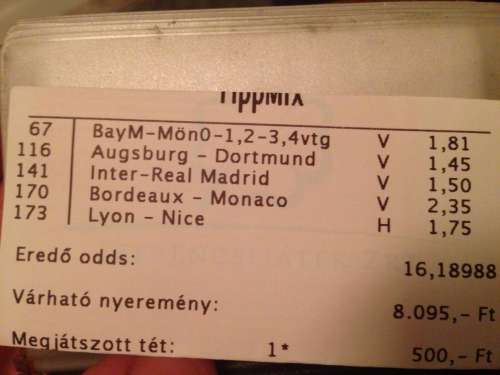 TippMix
67 BayM-Mön0-1,2-3,4vtg V 1,81
116 Augsburg - Dortmund V 1,45
141 Inter-Real Madrid V 1,50
170 Bordeaux - Monaco V 2,35
173 Lyon - Nice H 1,75
Eredő odds: 16,18988
Várható nyeremény: 8.095,- Ft
Megjátszott tét: 1* 500,- Ft